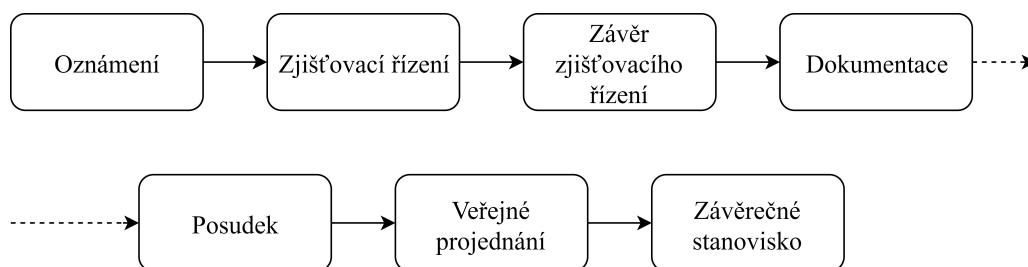 Oznámení
Zjišťovací řízení
Závěr
zjišťovacího
řízení
Dokumentace
Posudek
Veřejné
projednání
Závěrečné
stanovisko